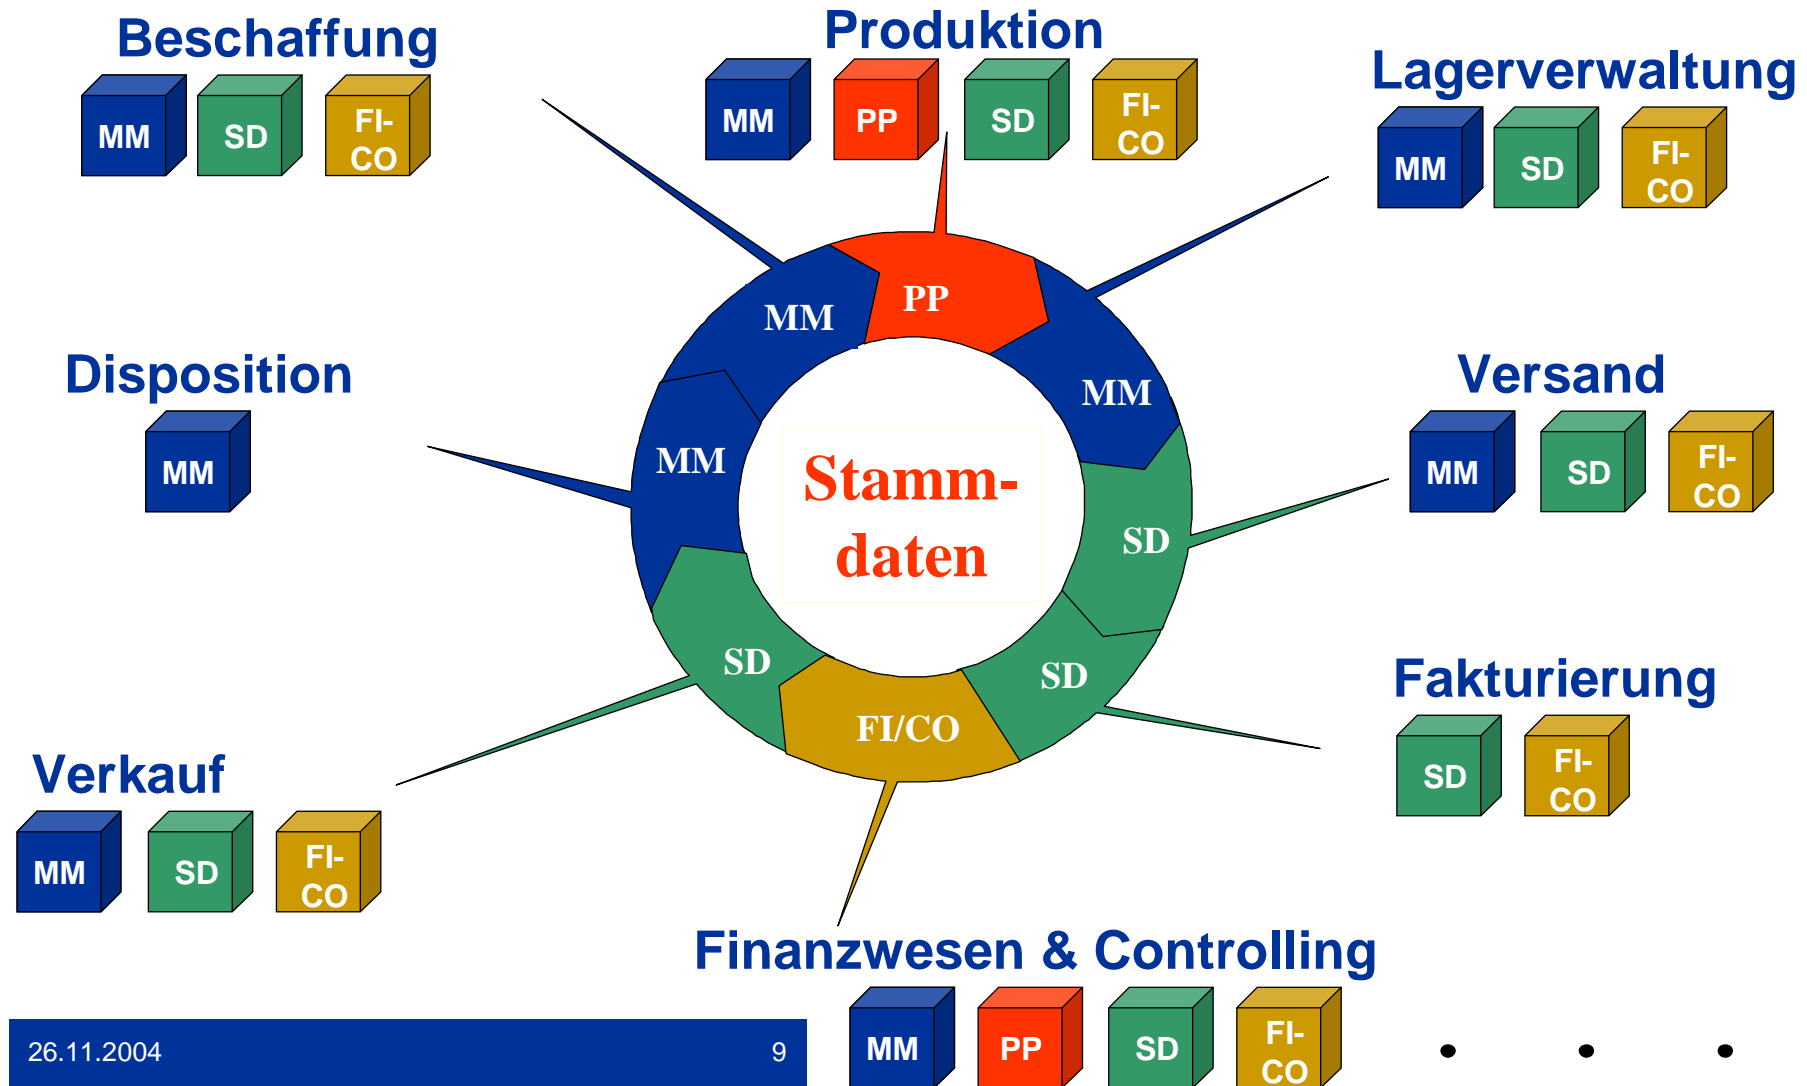 Beschaffung
MM SD FI-
CO
Produktion
MM PP SD FI-
CO
Lagerverwaltung
MM SD FI-
CO
Disposition
MM
Versand
MM SD FI-
CO
Verkauf
MM SD FI-
CO
Fakturierung
SD FI-
CO
MM
PP
MM
MM
SD
SD
SD
FI/CO
Stamm-
daten
Finanzwesen & Controlling
MM PP SD FI-
CO
. . .
26.11.2004 9